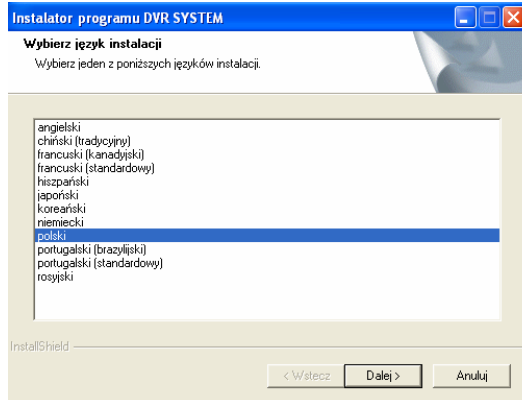 Instalator programu DVR SYSTEM
Wybierz język instalacji
Wybierz jeden z poniższych języków instalacji.
angielski
chiński (tradycyjny)
francuski (kanadyjski)
francuski (standardowy)
hiszpański
japoński
koreański
niemiecki
polski
portugalski (brazylijski)
portugalski (standardowy)
rosyjski
InstallShield
< Wstecz Dalej > Anuluj